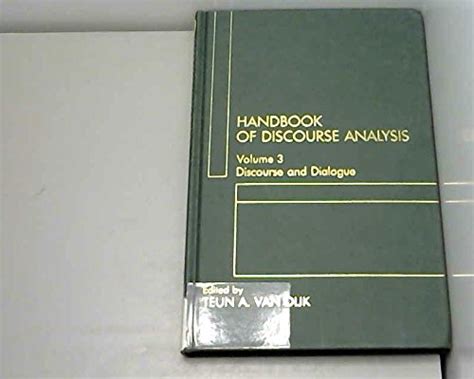 HANDBOOK
OF DISCOURSE ANALYSIS
Volume 3
Discourse and Dialogue
Edited by
TEUN A. VAN DIJK